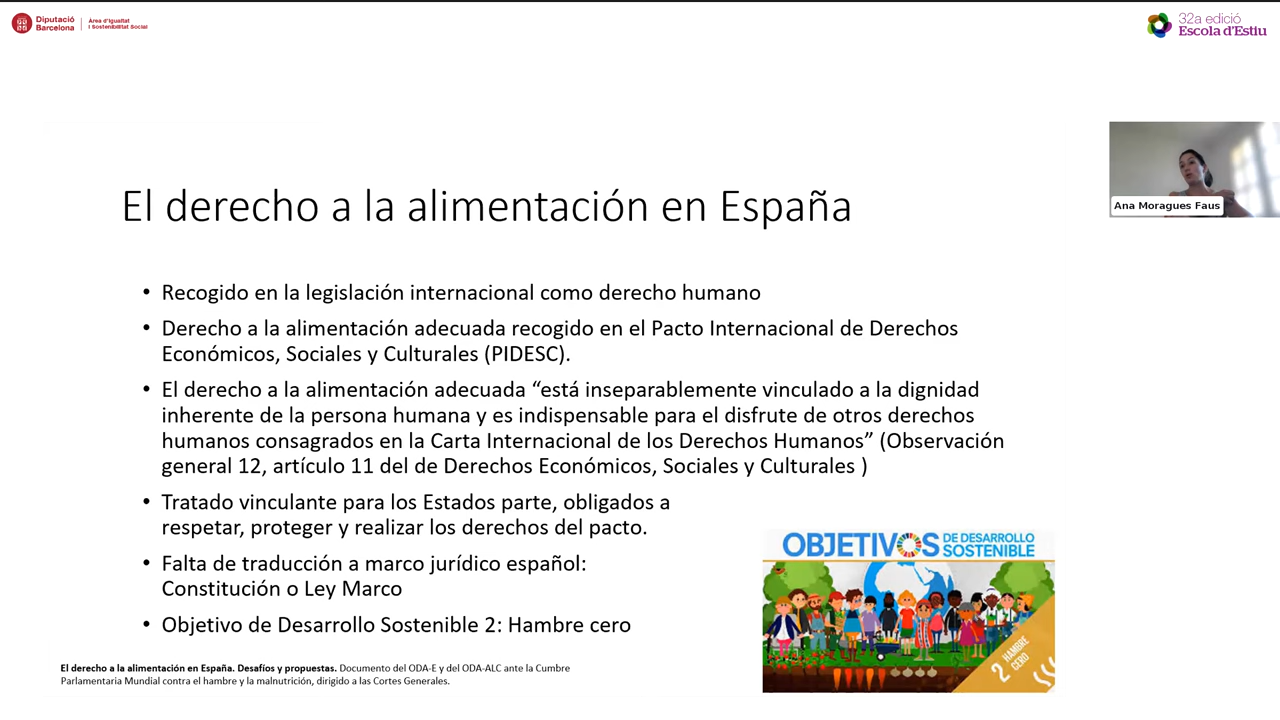 Diputació
Barcelona
Àrea d'Igualtat
i Sostenibilitat Social
32a edició
Escola d'Estiu
Ana Moragues Faus
El derecho a la alimentación en España
• Recogido en la legislación internacional como derecho humano
• Derecho a la alimentación adecuada recogido en el Pacto Internacional de Derechos
Económicos, Sociales y Culturales (PIDESC).
• El derecho a la alimentación adecuada “está inseparablemente vinculado a la dignidad
inherente de la persona humana y es indispensable para el disfrute de otros derechos
humanos consagrados en la Carta Internacional de los Derechos Humanos” (Observación
general 12, artículo 11 del de Derechos Económicos, Sociales y Culturales )
• Tratado vinculante para los Estados parte, obligados a
respetar, proteger y realizar los derechos del pacto.
• Falta de traducción a marco jurídico español:
Constitución o Ley Marco
• Objetivo de Desarrollo Sostenible 2: Hambre cero
OBJETIVOS DE DESARROLLO
SOSTENIBLE
2 HAMBRE
CERO
El derecho a la alimentación en España. Desafíos y propuestas. Documento del ODA-E y del ODA-ALC ante la Cumbre
Parlamentaria Mundial contra el hambre y la malnutrición, dirigido a las Cortes Generales.